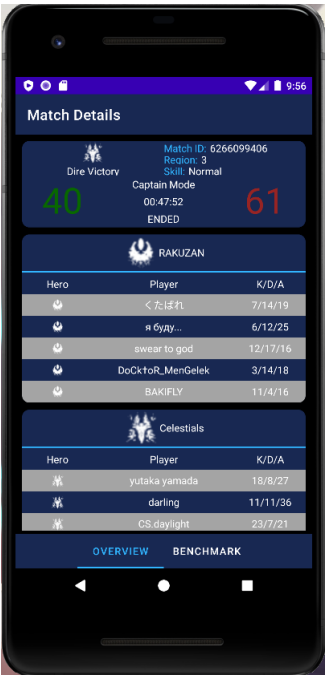 9:56
Match Details
Match ID: 6266099406
Region: 3
Dire Victory
Skill: Normal
Captain Mode
40
00:47:52
61
ENDED
RAKUZAN
Hero Player K/D/A
くたばれ 7/14/19
я буду... 6/12/25
swear to god 12/17/16
DoCk†oR_MenGelek 3/14/18
BAKIFLY 11/4/16
Celestials
Hero Player K/D/A
yutaka yamada 18/8/27
darling 11/11/36
CS.daylight 23/7/21
OVERVIEW BENCHMARK